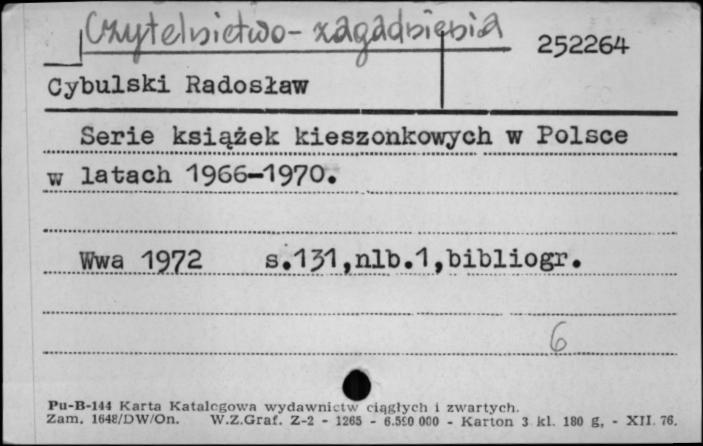 Czytelnictwo - zagadnienia
252264
Cybulski Radosław
Serie książek kieszonkowych w Polsce
w latach 1966-1970.
Wwa 1972 s.131,nlb.1,bibliogr.
6
Pu-B-144 Karta Katalogowa wydawnictw ciągłych i zwartych.
Zam. 1648/DW/On. W.Z.Graf. Z-2 - 1265 - 6.550 000 - Karton 3 kl. 180 g. - XII. 76.